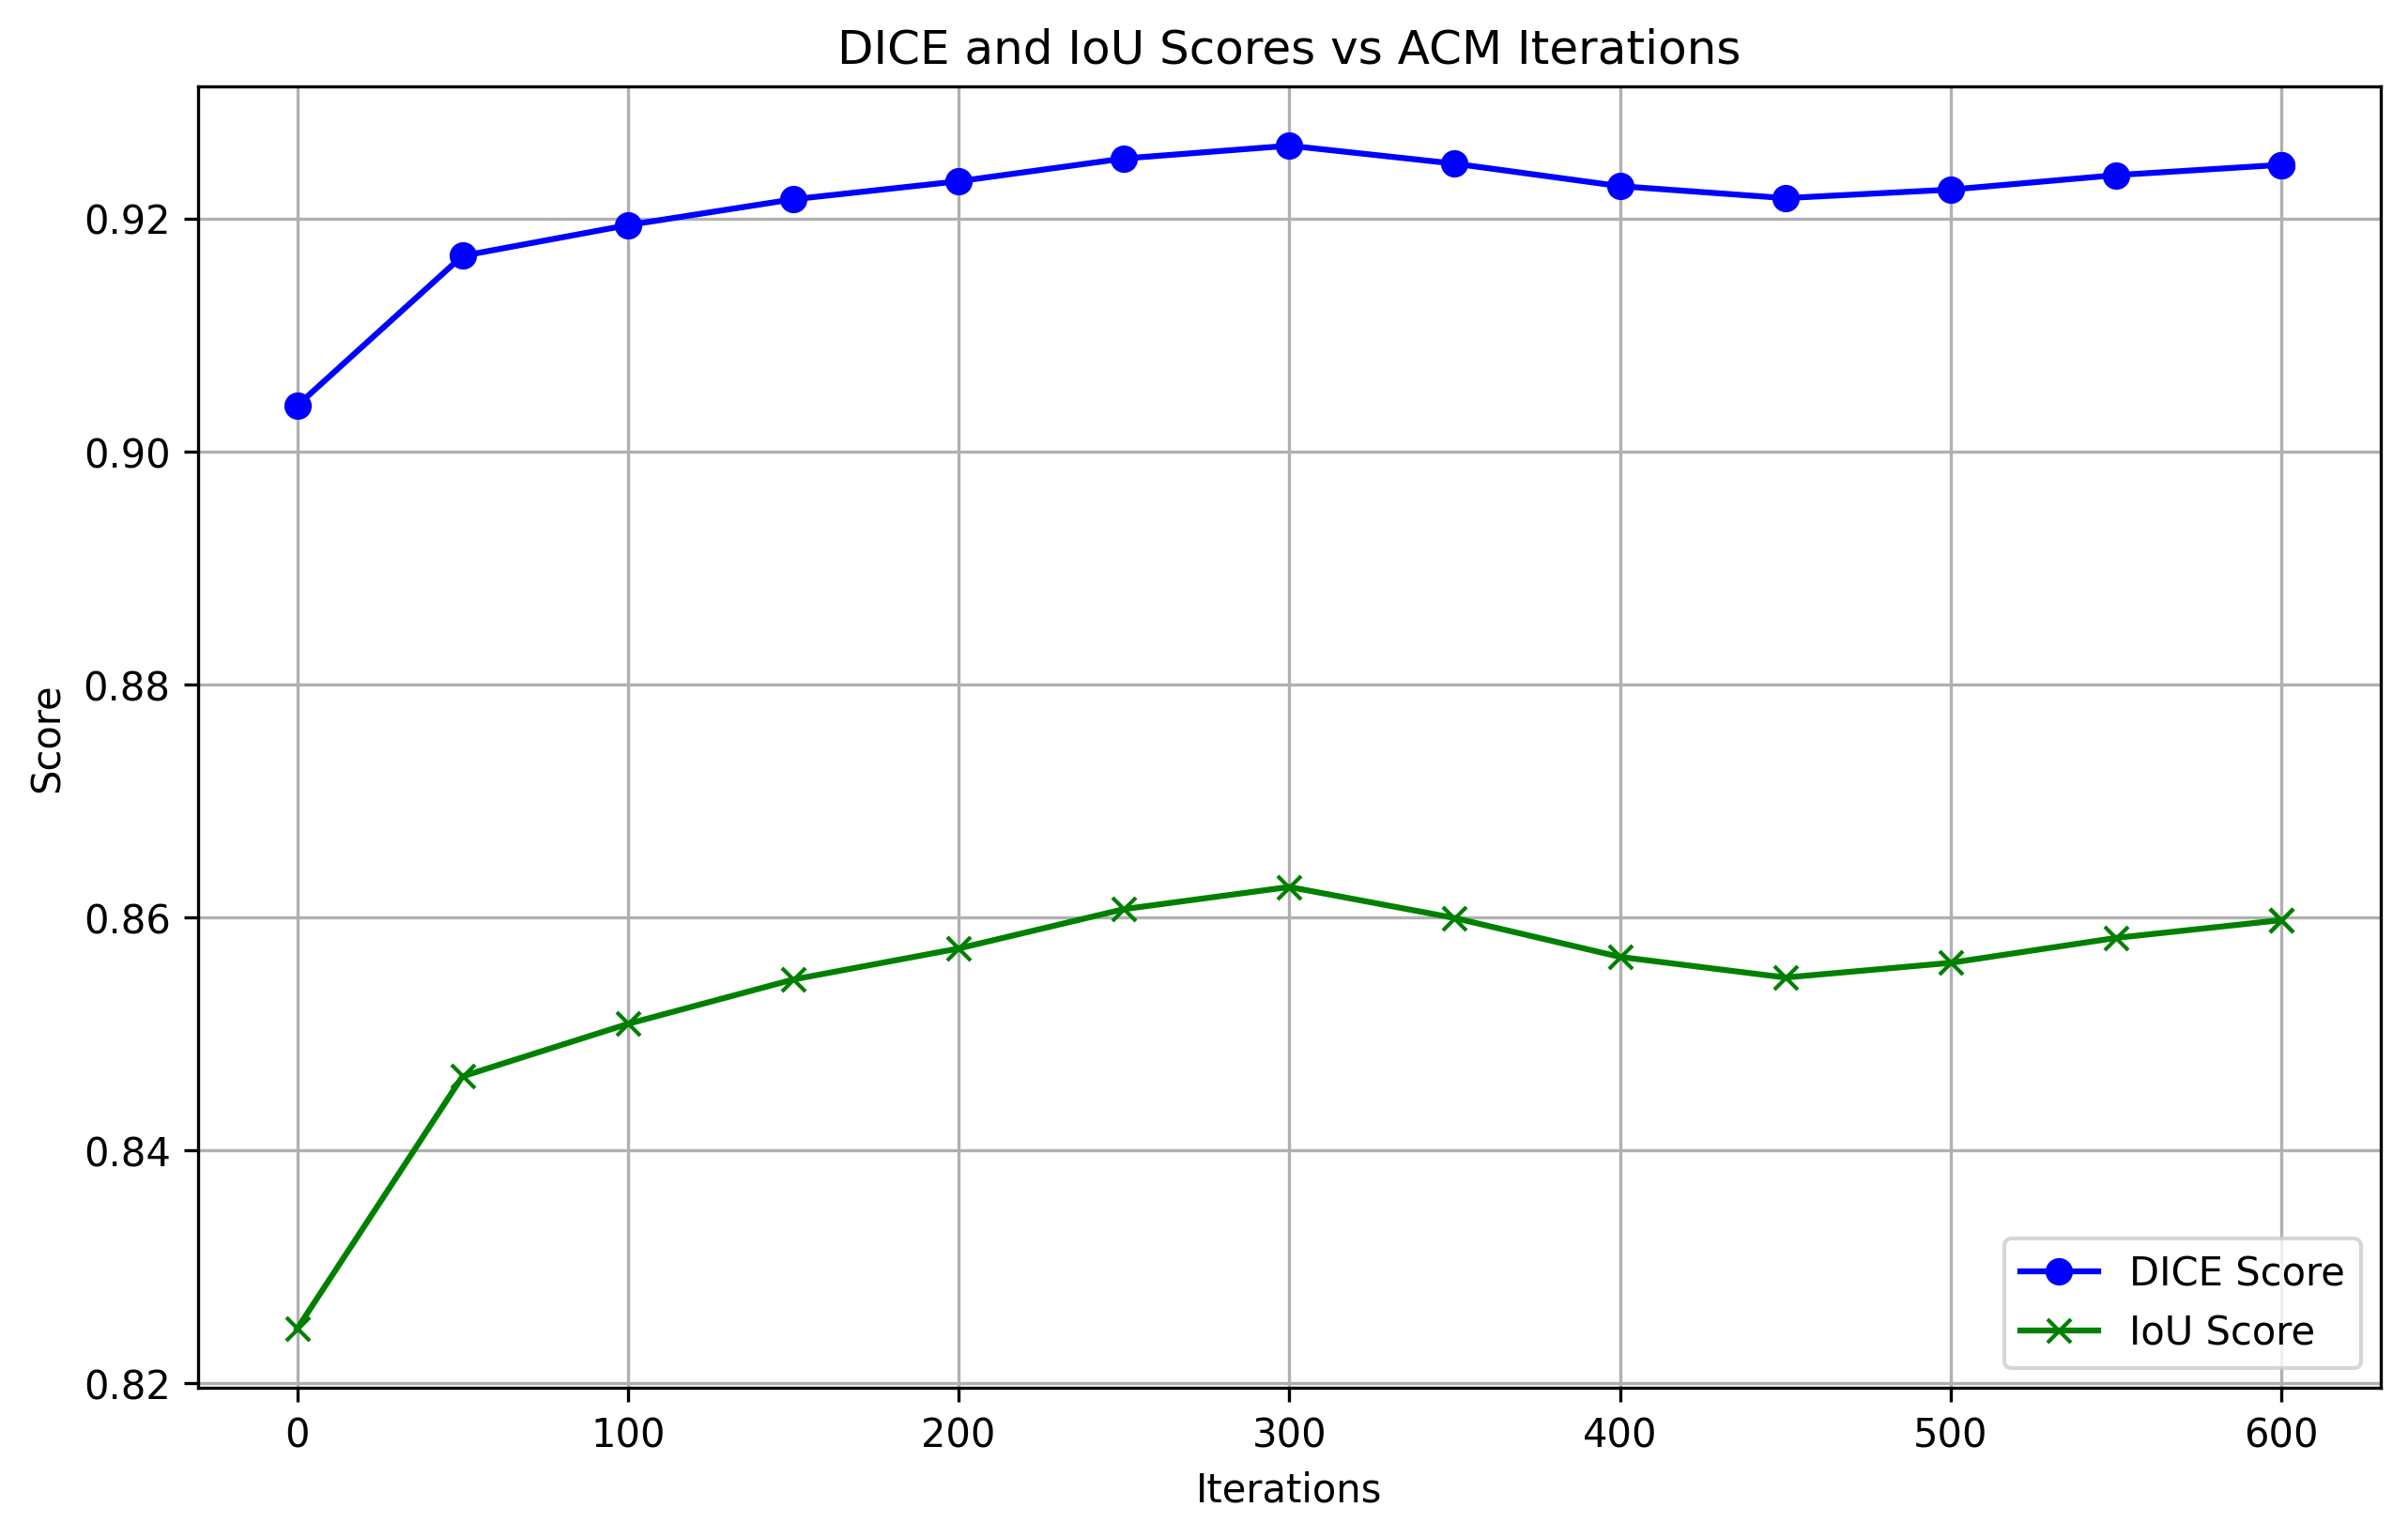 DICE and IoU Scores vs ACM Iterations
0.92
0.90
0.88
0.86
0.84
0.82
Score
0 100 200 300 400 500 600
Iterations
DICE Score
IoU Score